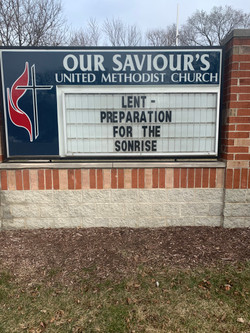 OUR SAVIOUR'S
UNITED METHODIST CHURCH
LENT -
PREPARATION
FOR THE
SONRISE